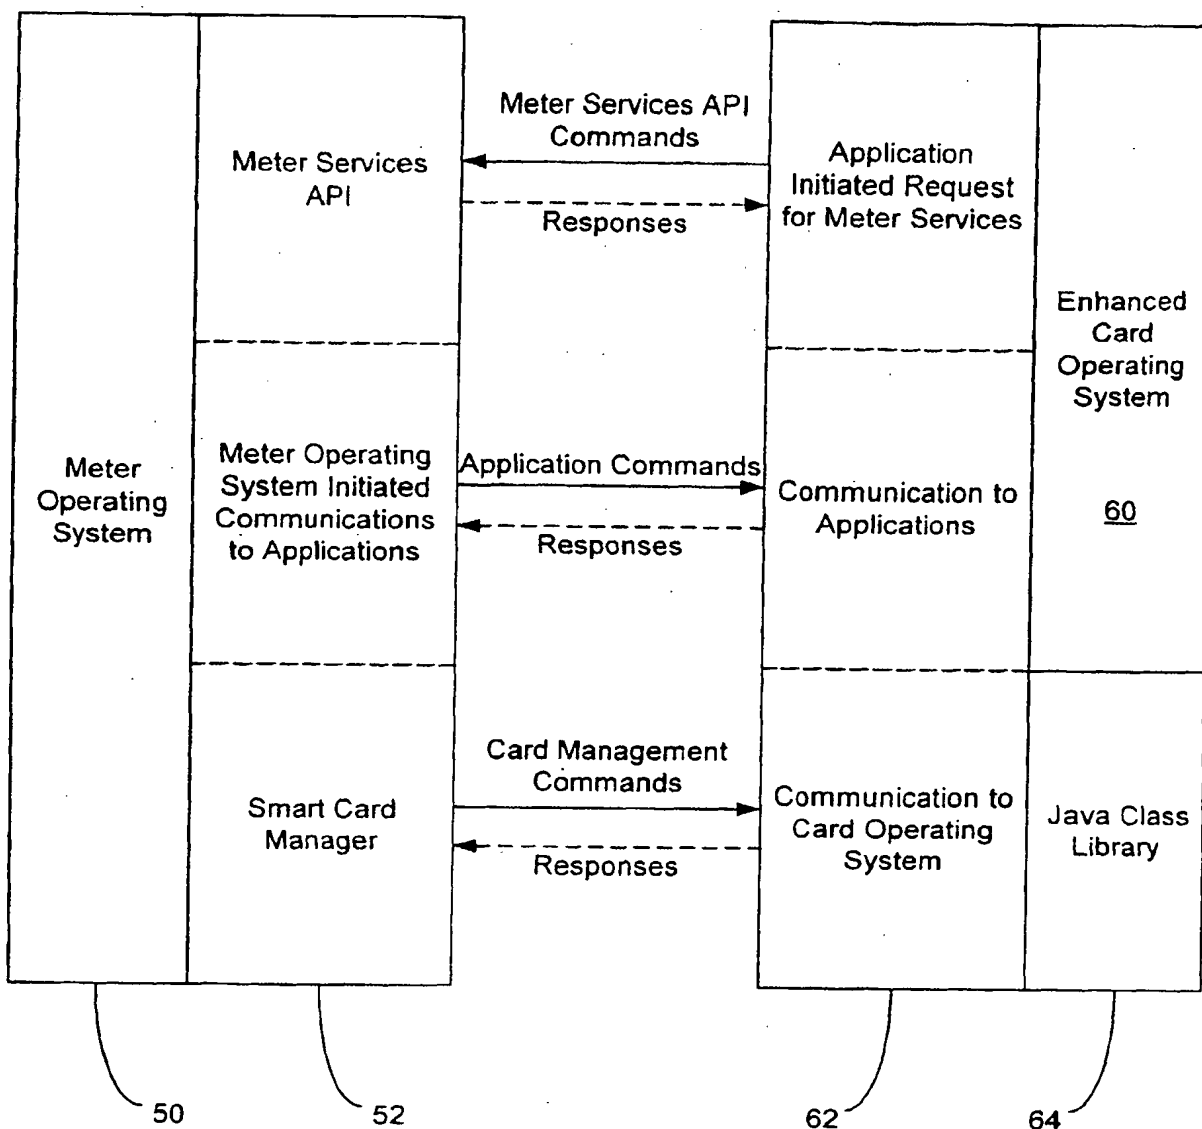 Meter Services API
Commands
Responses
Meter Services
API
Application
Initiated Request
for Meter Services
Enhanced
Card
Operating
System
60
Meter
Operating
System
Meter Operating
System Initiated
Communications
to Applications
Application Commands
Responses
Communication to
Applications
Card Management
Commands
Responses
Smart Card
Manager
Communication to
Card Operating
System
Java Class
Library
50
52
62
64